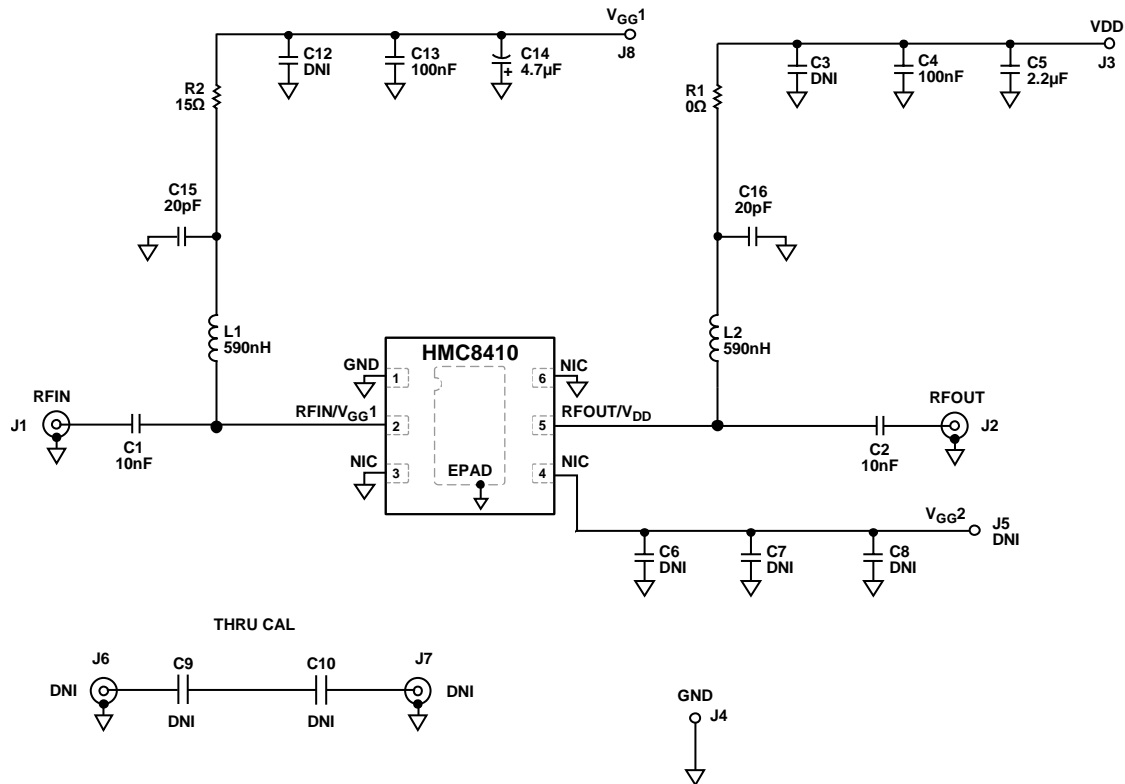 VGG1
J8
C12
DNI
C13
100nF
C14
4.7µF
+
R2
15Ω
C15
20pF
L1
590nH
VDD
J3
C3
DNI
C4
100nF
C5
2.2µF
R1
0Ω
C16
20pF
L2
590nH
HMC8410
GND
1
RFIN/VGG1
2
NIC
3
EPAD
NIC
6
RFOUT/VDD
5
NIC
4
RFIN
J1
C1
10nF
RFOUT
J2
C2
10nF
VGG2
J5
DNI
C6
DNI
C7
DNI
C8
DNI
THRU CAL
J6
DNI
C9
DNI
C10
DNI
J7
DNI
GND
J4